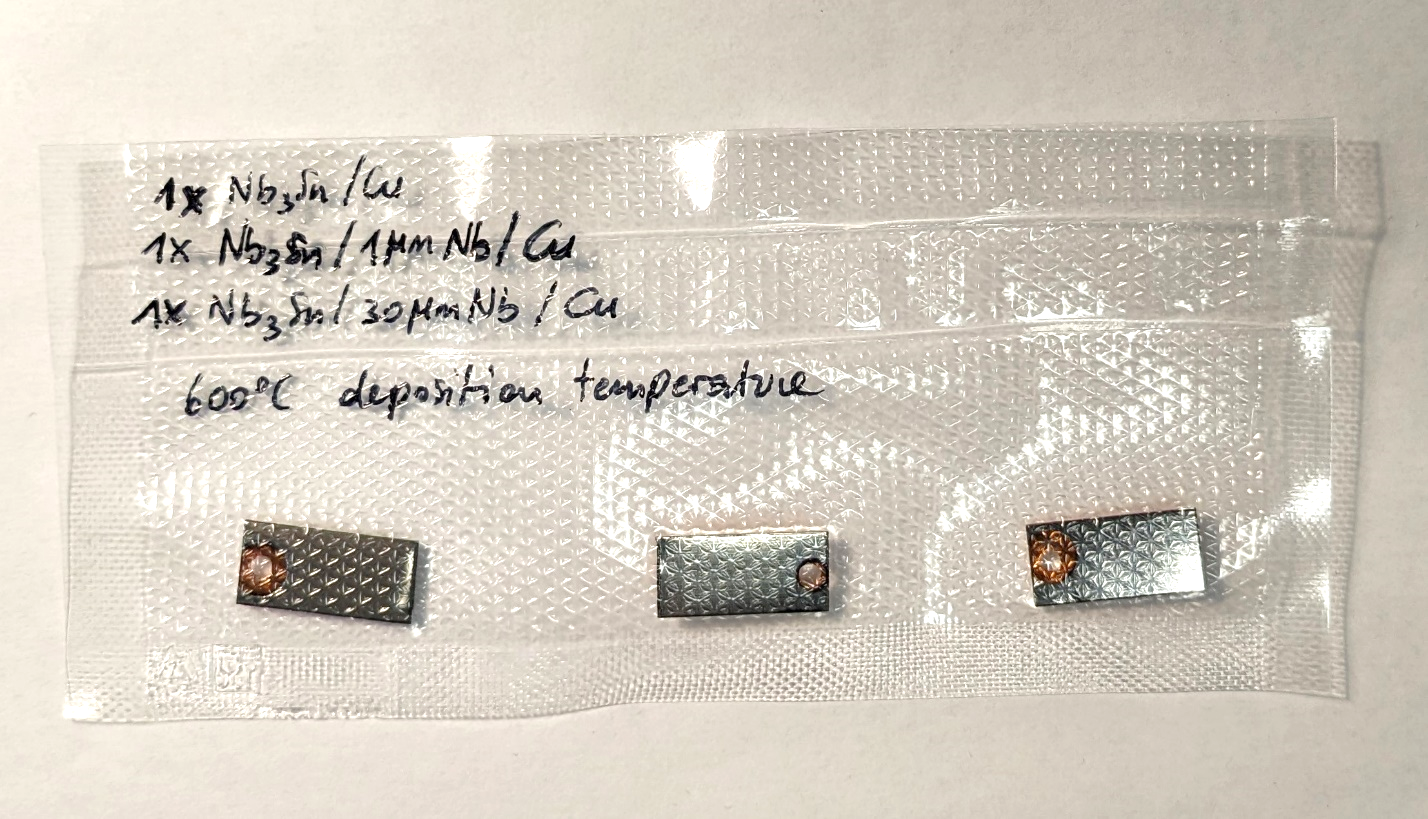 1x Nb₃Sn/Cu
1x Nb₃Sn/1µm Nb/Cu
1x Nb₃Sn/30µm Nb/Cu
600°C deposition temperature